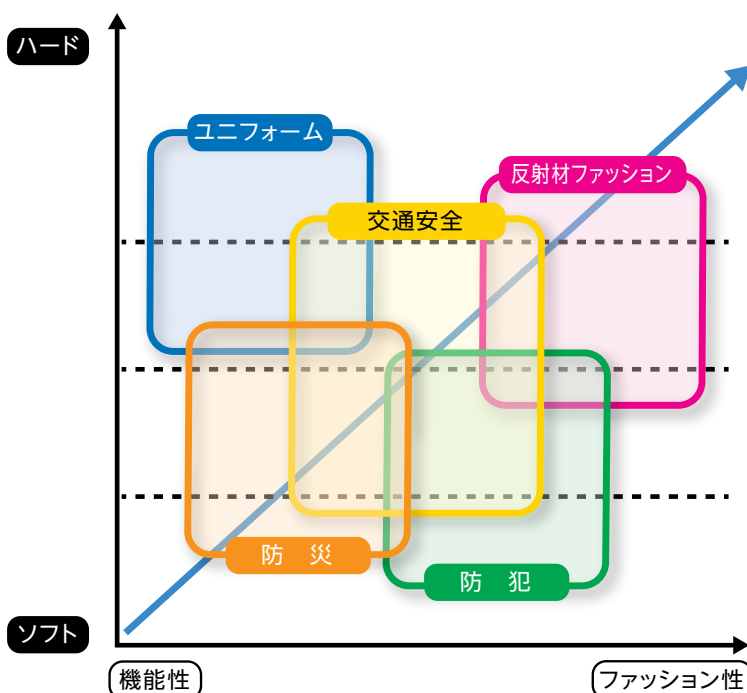 ハード
ユニフォーム
反射材ファッション
交通安全
防 災
防 犯
ソフト
機能性
ファッション性